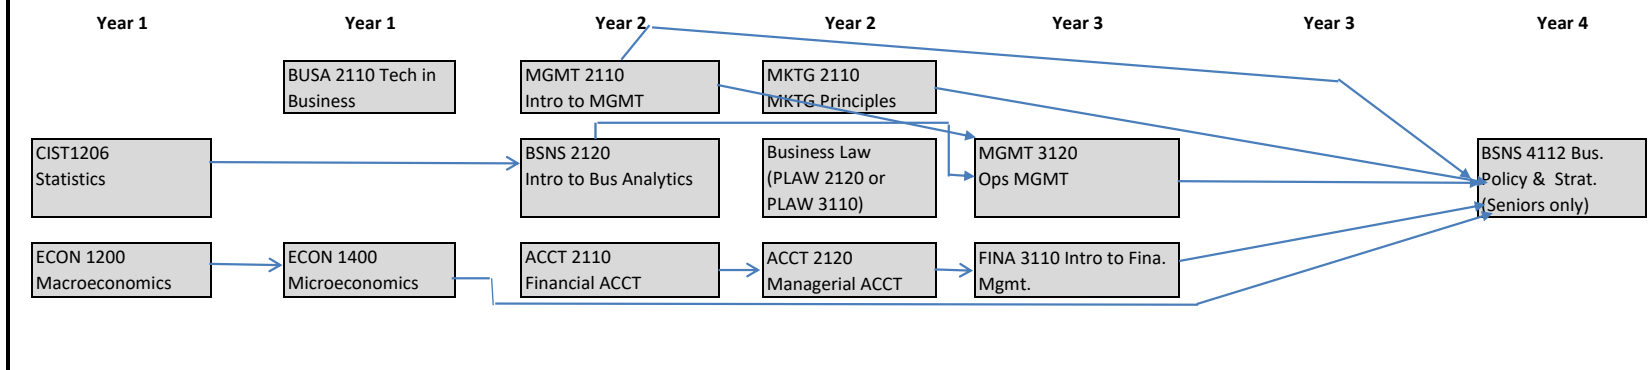 Year 1
Year 1
Year 2
Year 2
Year 3
Year 3
Year 4
BUSA 2110 Tech in
Business
MGMT 2110
Intro to MGMT
MKTG 2110
MKTG Principles
CIST1206
Statistics
BSNS 2120
Intro to Bus Analytics
Business Law
(PLAW 2120 or
PLAW 3110)
MGMT 3120
Ops MGMT
BSNS 4112 Bus.
Policy & Strat.
(Seniors only)
ECON 1200
Macroeconomics
ECON 1400
Microeconomics
ACCT 2110
Financial ACCT
ACCT 2120
Managerial ACCT
FINA 3110 Intro to Fina.
Mgmt.